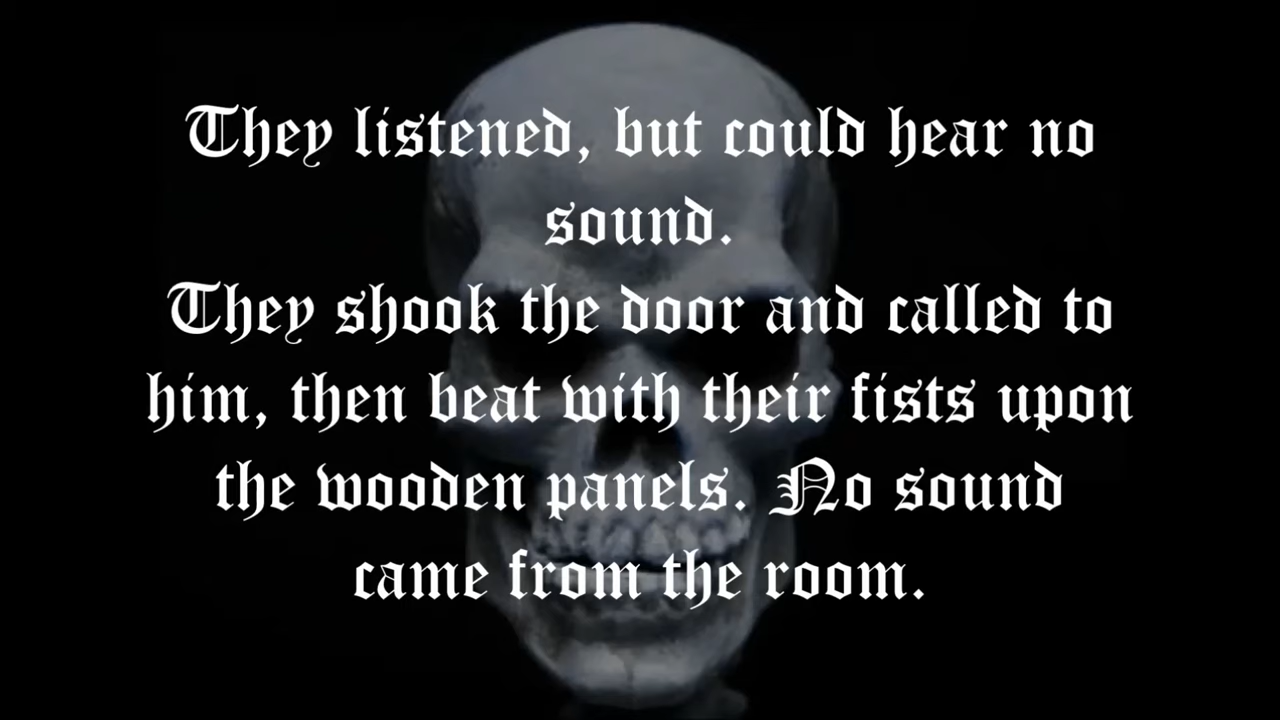 They listened, but could hear no
sound.
They shook the door and called to
him, then beat with their fists upon
the wooden panels. No sound
came from the room.